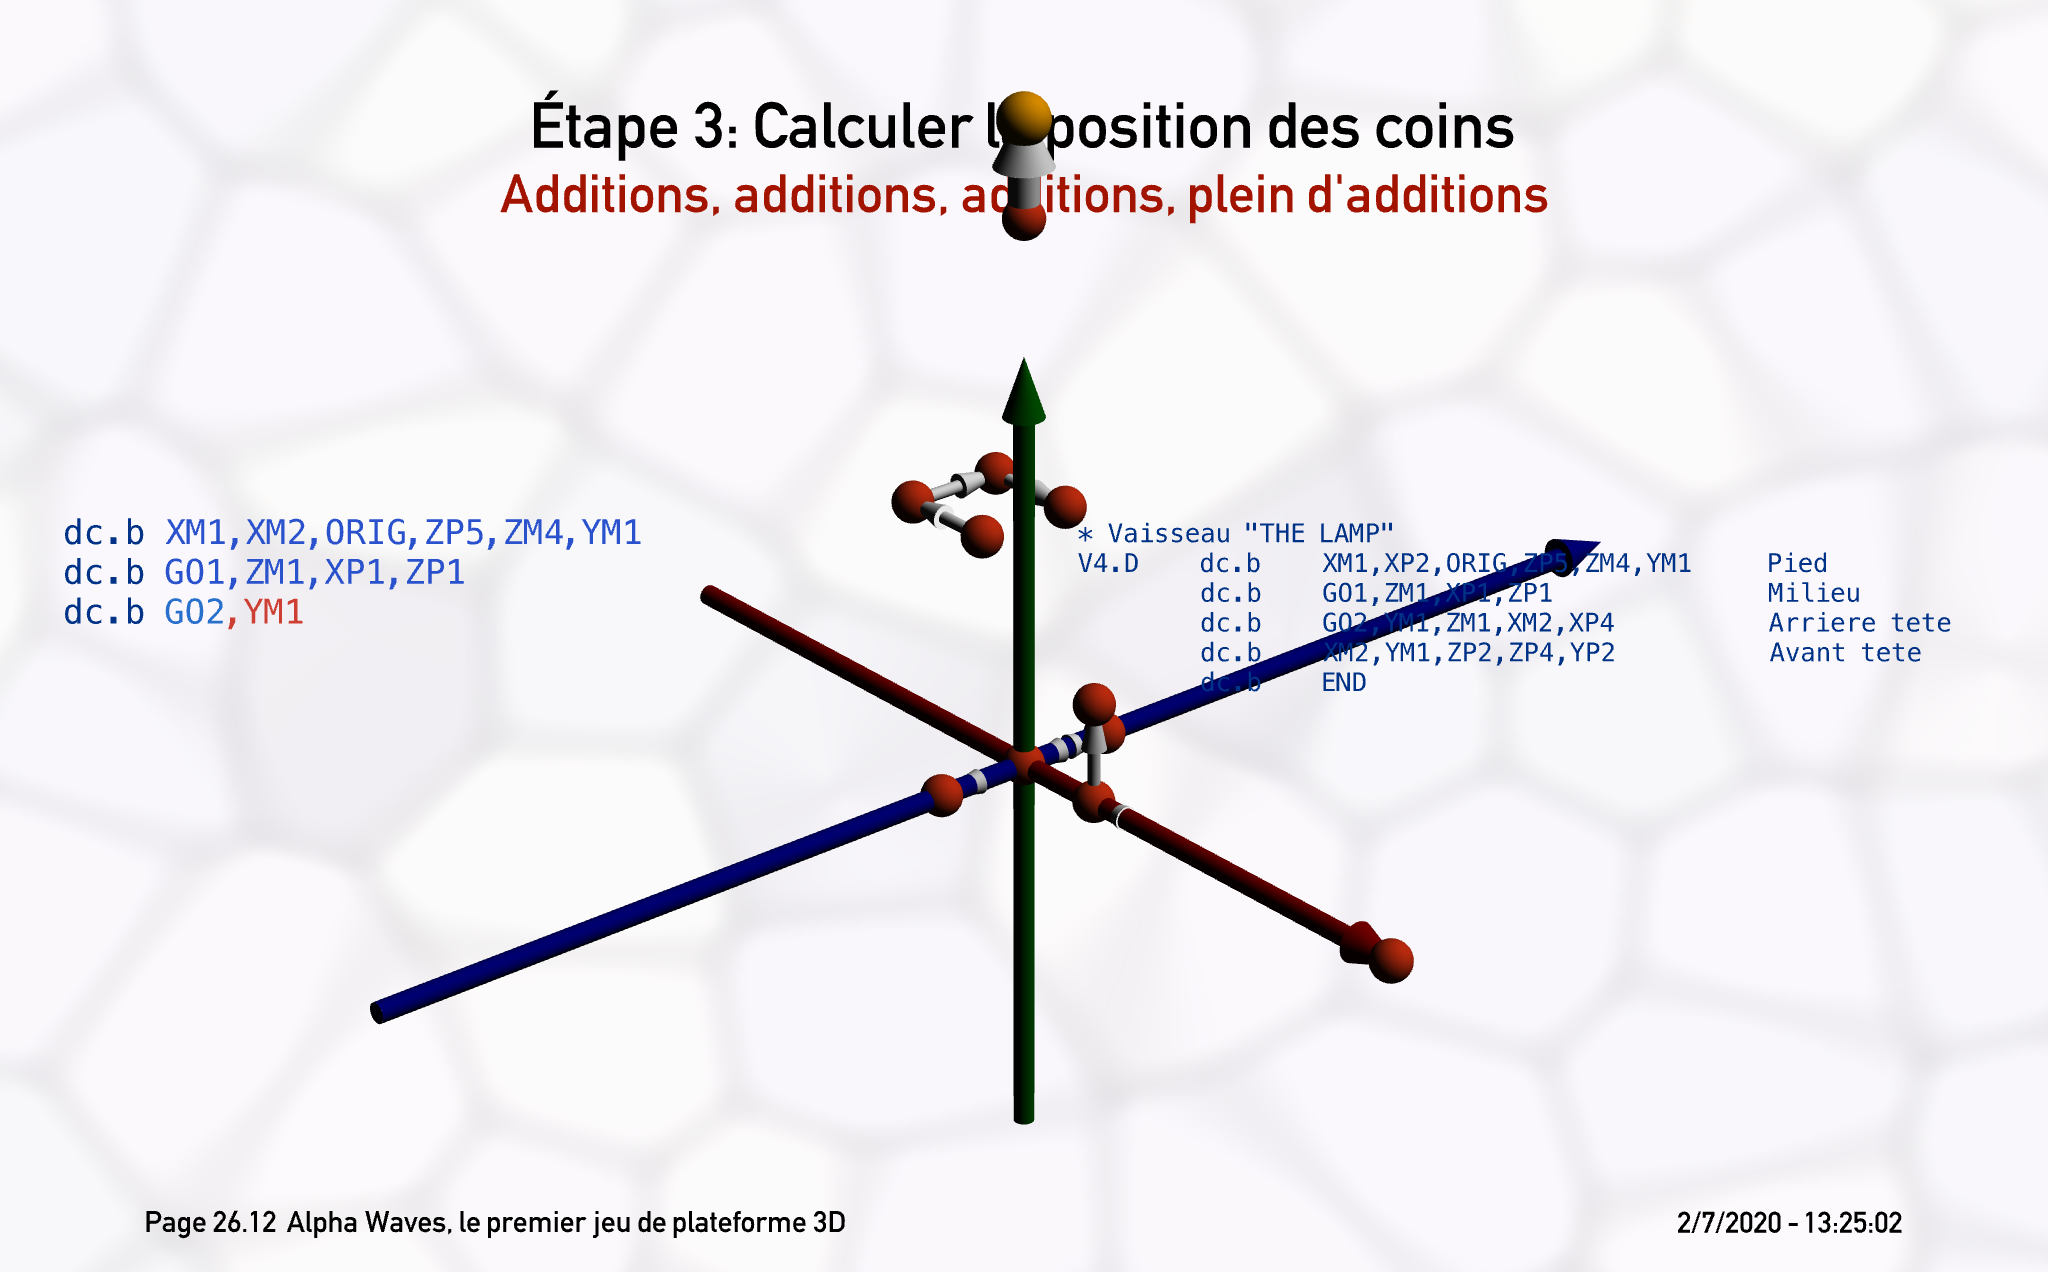 Étape 3: Calculer l position des coins
Additions, additions, ad itions, plein d'additions
dc.b XM1,XM2,ORIG,ZP5,ZM4,YM1
dc.b GO1,ZM1,XP1,ZP1
dc.b GO2,YM1
* Vaisseau "THE LAMP"
V4.D dc.b XM1,XP2,ORIG,ZP5,ZM4,YM1 Pied
dc.b GO1,ZM1,XP1,ZP1 Milieu
dc.b GO2,YM1,ZM1,XM2,XP4 Arriere tete
dc.b XM2,YM1,ZP2,ZP4,YP2 Avant tete
dc.b END
Page 26.12 Alpha Waves, le premier jeu de plateforme 3D
2/7/2020 - 13:25:02